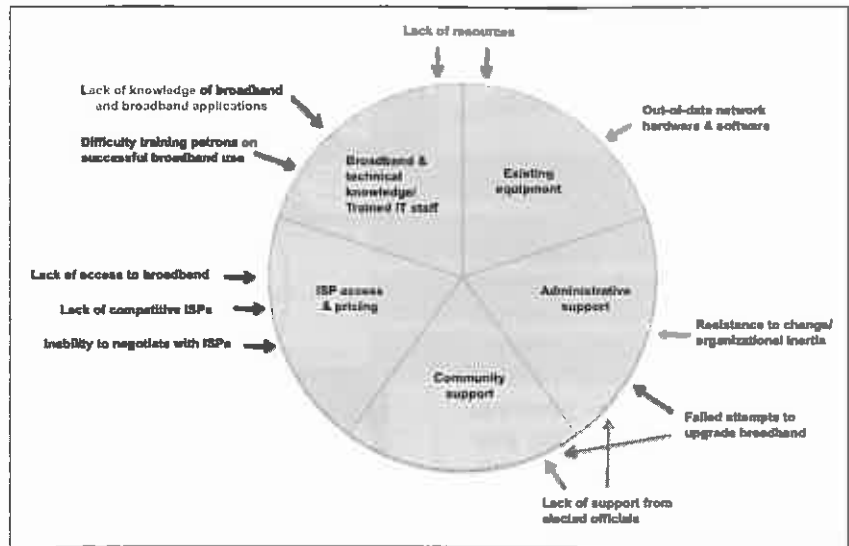 Lack of resources
Lack of knowledge of broadband
and broadband applications
Out-of-date network
hardware & software
Difficulty training patrons on
successful broadband use
Broadband &
technical
knowledge/
Trained IT staff
Existing
equipment
Lack of access to broadband
Lack of competitive ISPs
Inability to negotiate with ISPs
ISP access
& pricing
Administrative
support
Resistance to change/
organizational inertia
Community
support
Failed attempts to
upgrade broadband
Lack of support from
elected officials